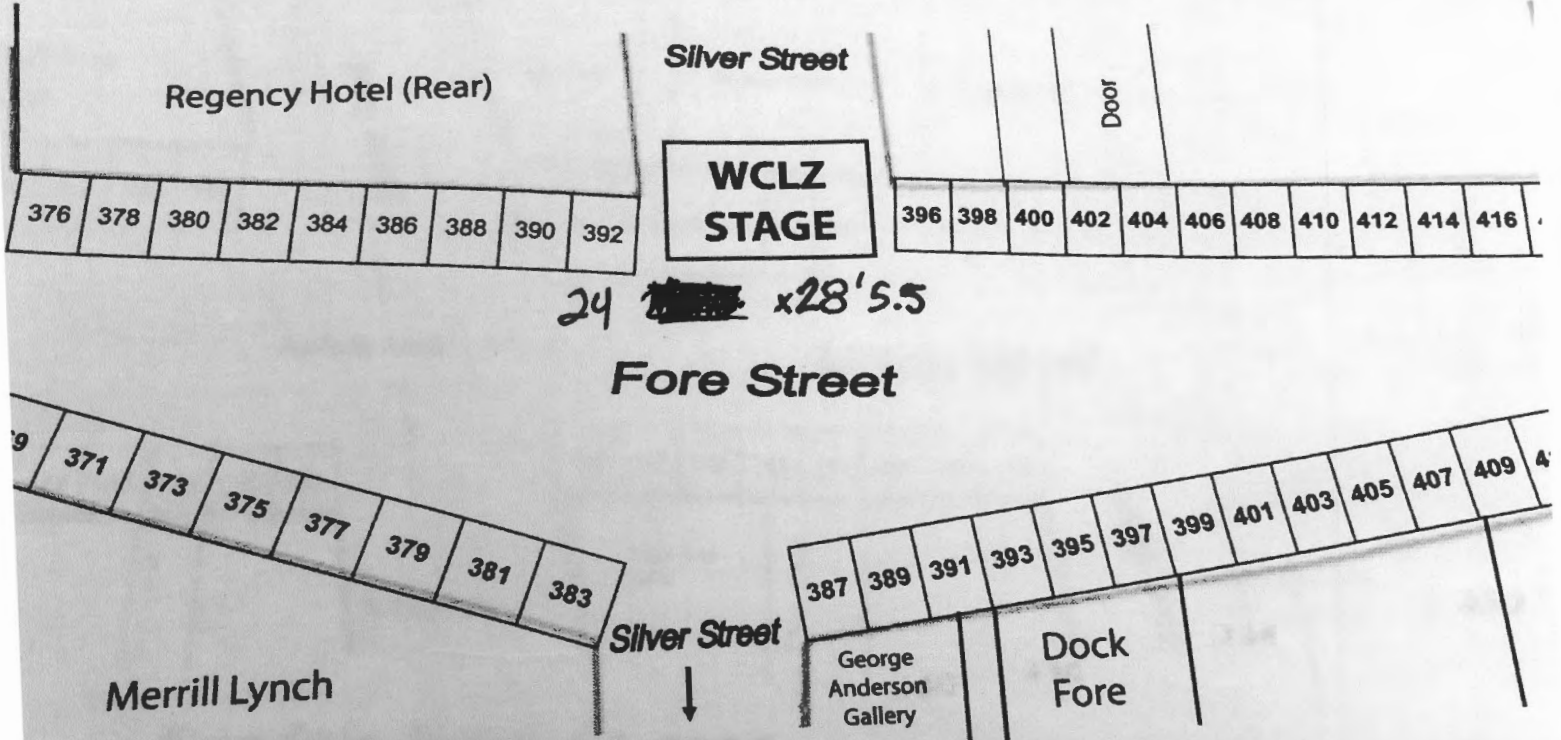 Silver Street
Regency Hotel (Rear)
Door
WCLZ
STAGE
376 378 380 382 384 386 388 390 392
396 398 400 402 404 406 408 410 412 414 416
24 x28'5.5
Fore Street
371 373 375 377 379 381 383
387 389 391 393 395 397 399 401 403 405 407 409
Silver Street
Merrill Lynch
George
Anderson
Gallery
Dock
Fore